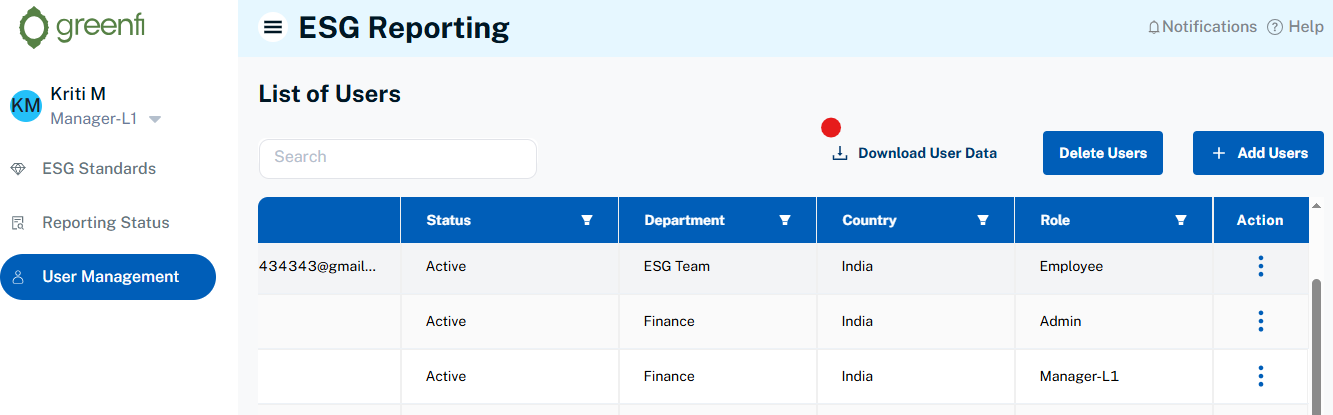 greenfi
ESG Reporting
Notifications
Help
KM
Kriti M
Manager-L1
ESG Standards
Reporting Status
User Management
List of Users
Search
Download User Data
Delete Users
+ Add Users
Status Department Country Role Action
434343@gmail... Active ESG Team India Employee
Active Finance India Admin
Active Finance India Manager-L1